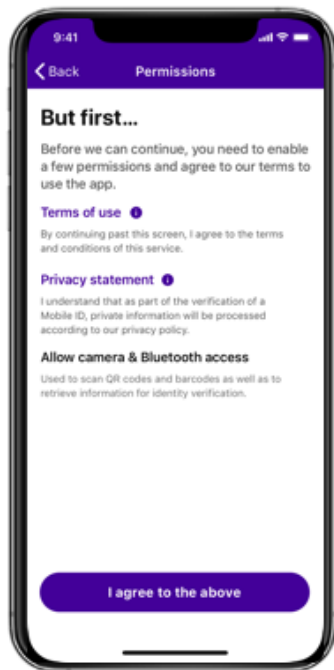 9:41
Back
Permissions
But first...
Before we can continue, you need to enable
a few permissions and agree to our terms to
use the app.
Terms of use
By continuing past this screen, I agree to the terms
and conditions of this service.
Privacy statement
I understand that as part of the verification of a
Mobile ID, private information will be processed
according to our privacy policy.
Allow camera & Bluetooth access
Used to scan QR codes and barcodes as well as to
retrieve information for identity verification.
I agree to the above